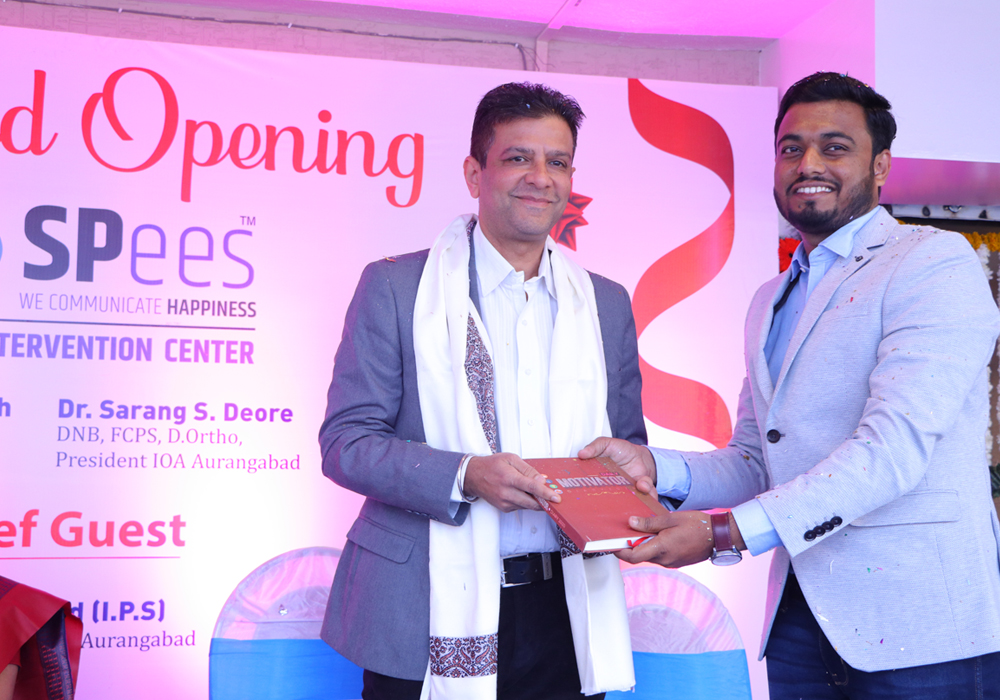 d Opening
SPees™
WE COMMUNICATE HAPPINESS
TERVENTION CENTER
h
Dr. Sarang S. Deore
DNB, FCPS, D.Ortho,
President IOA Aurangabad
ef Guest
d (I.P.S)
Aurangabad
MOTIVATOR